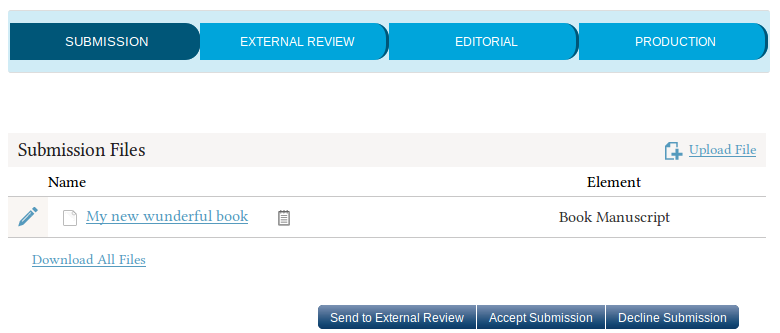 SUBMISSION EXTERNAL REVIEW EDITORIAL PRODUCTION
Submission Files Upload File
Name Element
My new wunderful book Book Manuscript
Download All Files
Send to External Review Accept Submission Decline Submission